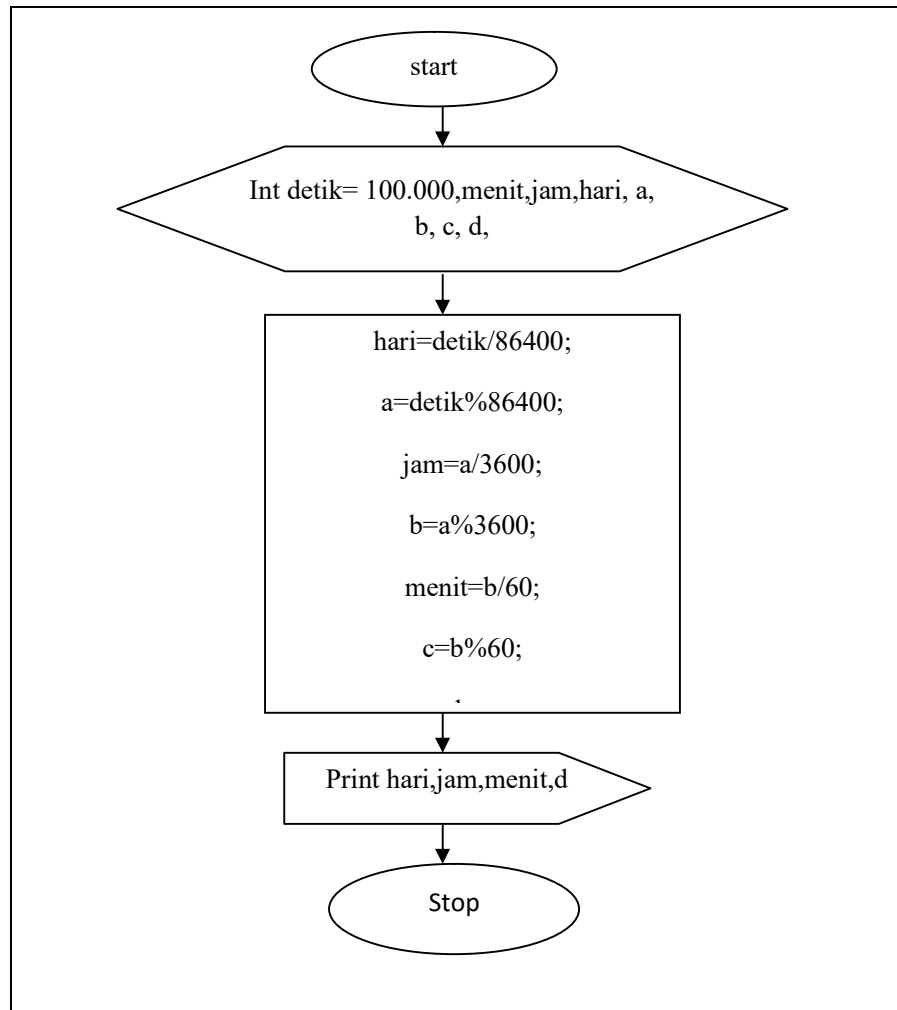 start
Int detik= 100.000,menit,jam,hari, a,
b, c, d,
hari=detik/86400;
a=detik%86400;
jam=a/3600;
b=a%3600;
menit=b/60;
c=b%60;
Print hari,jam,menit,d
Stop